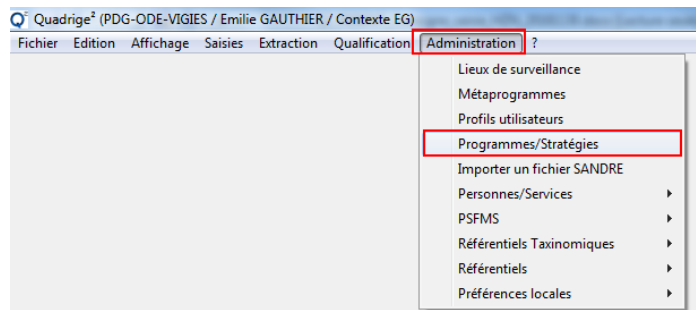 Quadrige² (PDG-ODE-VIGIES / Emilie GAUTHIER / Contexte EG)
Fichier Edition Affichage Saisies Extraction Qualification Administration ?
Lieux de surveillance
Métaprogrammes
Profils utilisateurs
Programmes/Stratégies
Importer un fichier SANDRE
Personnes/Services
PSFMS
Référentiels Taxinomiques
Référentiels
Préférences locales